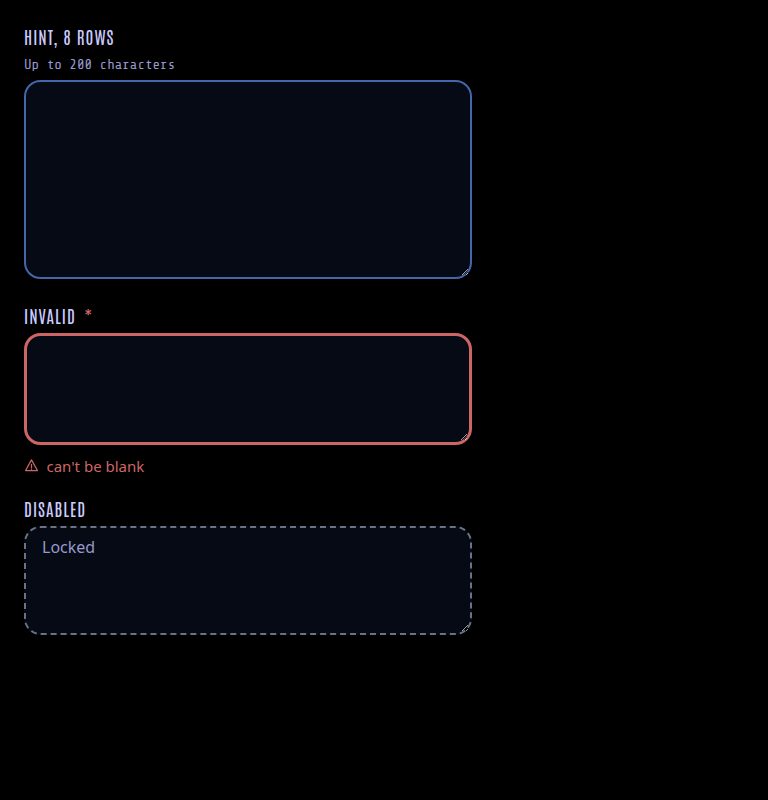 HINT, 8 ROWS
Up to 200 characters
INVALID *
can't be blank
DISABLED
Locked